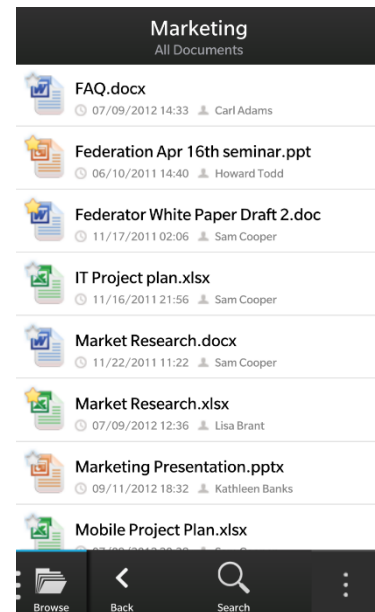 Marketing
All Documents
FAQ.docx
07/09/2012 14:33 Carl Adams
Federation Apr 16th seminar.ppt
06/10/2011 14:40 Howard Todd
Federator White Paper Draft 2.doc
11/17/2011 02:06 Sam Cooper
IT Project plan.xlsx
11/16/2011 21:56 Sam Cooper
Market Research.docx
11/22/2011 11:22 Sam Cooper
Market Research.xlsx
07/09/2012 12:36 Lisa Brant
Marketing Presentation.pptx
09/11/2012 18:32 Kathleen Banks
Mobile Project Plan.xlsx
Browse Back Search